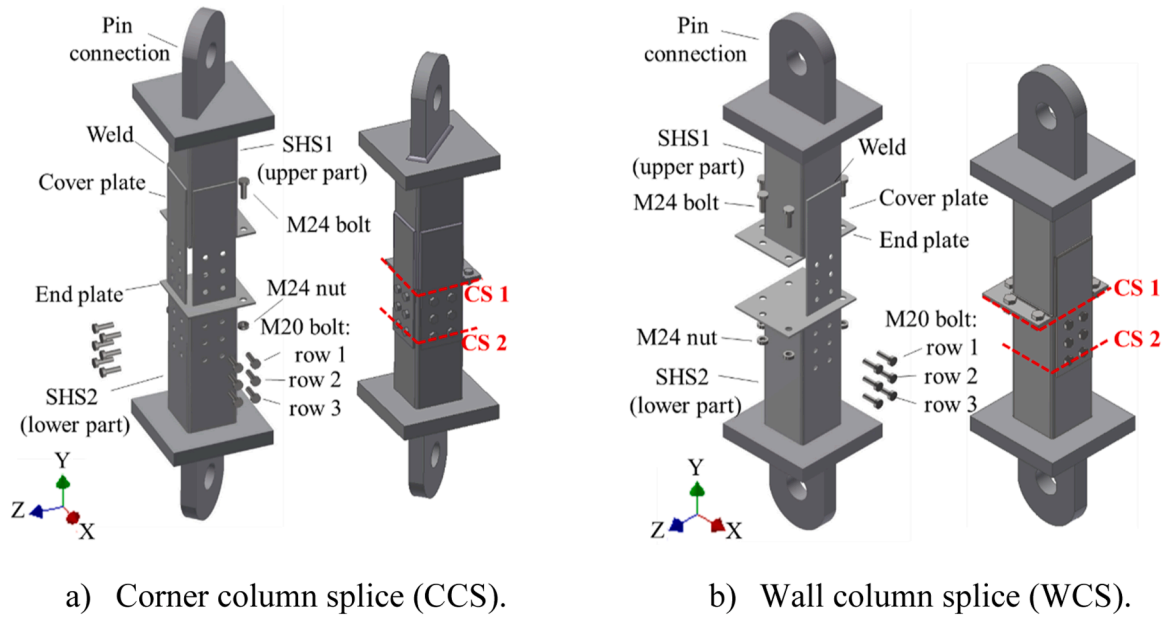 Pin
connection
Weld
SHS1
(upper part)
Cover plate
M24 bolt
End plate
M24 nut
M20 bolt:
row 1
row 2
row 3
SHS2
(lower part)
CS 1
CS 2
Y
Z
X
a) Corner column splice (CCS).
Pin
connection
SHS1
(upper part)
Weld
M24 bolt
Cover plate
End plate
M24 nut
M20 bolt:
row 1
row 2
row 3
SHS2
(lower part)
CS 1
CS 2
Y
Z
X
b) Wall column splice (WCS).